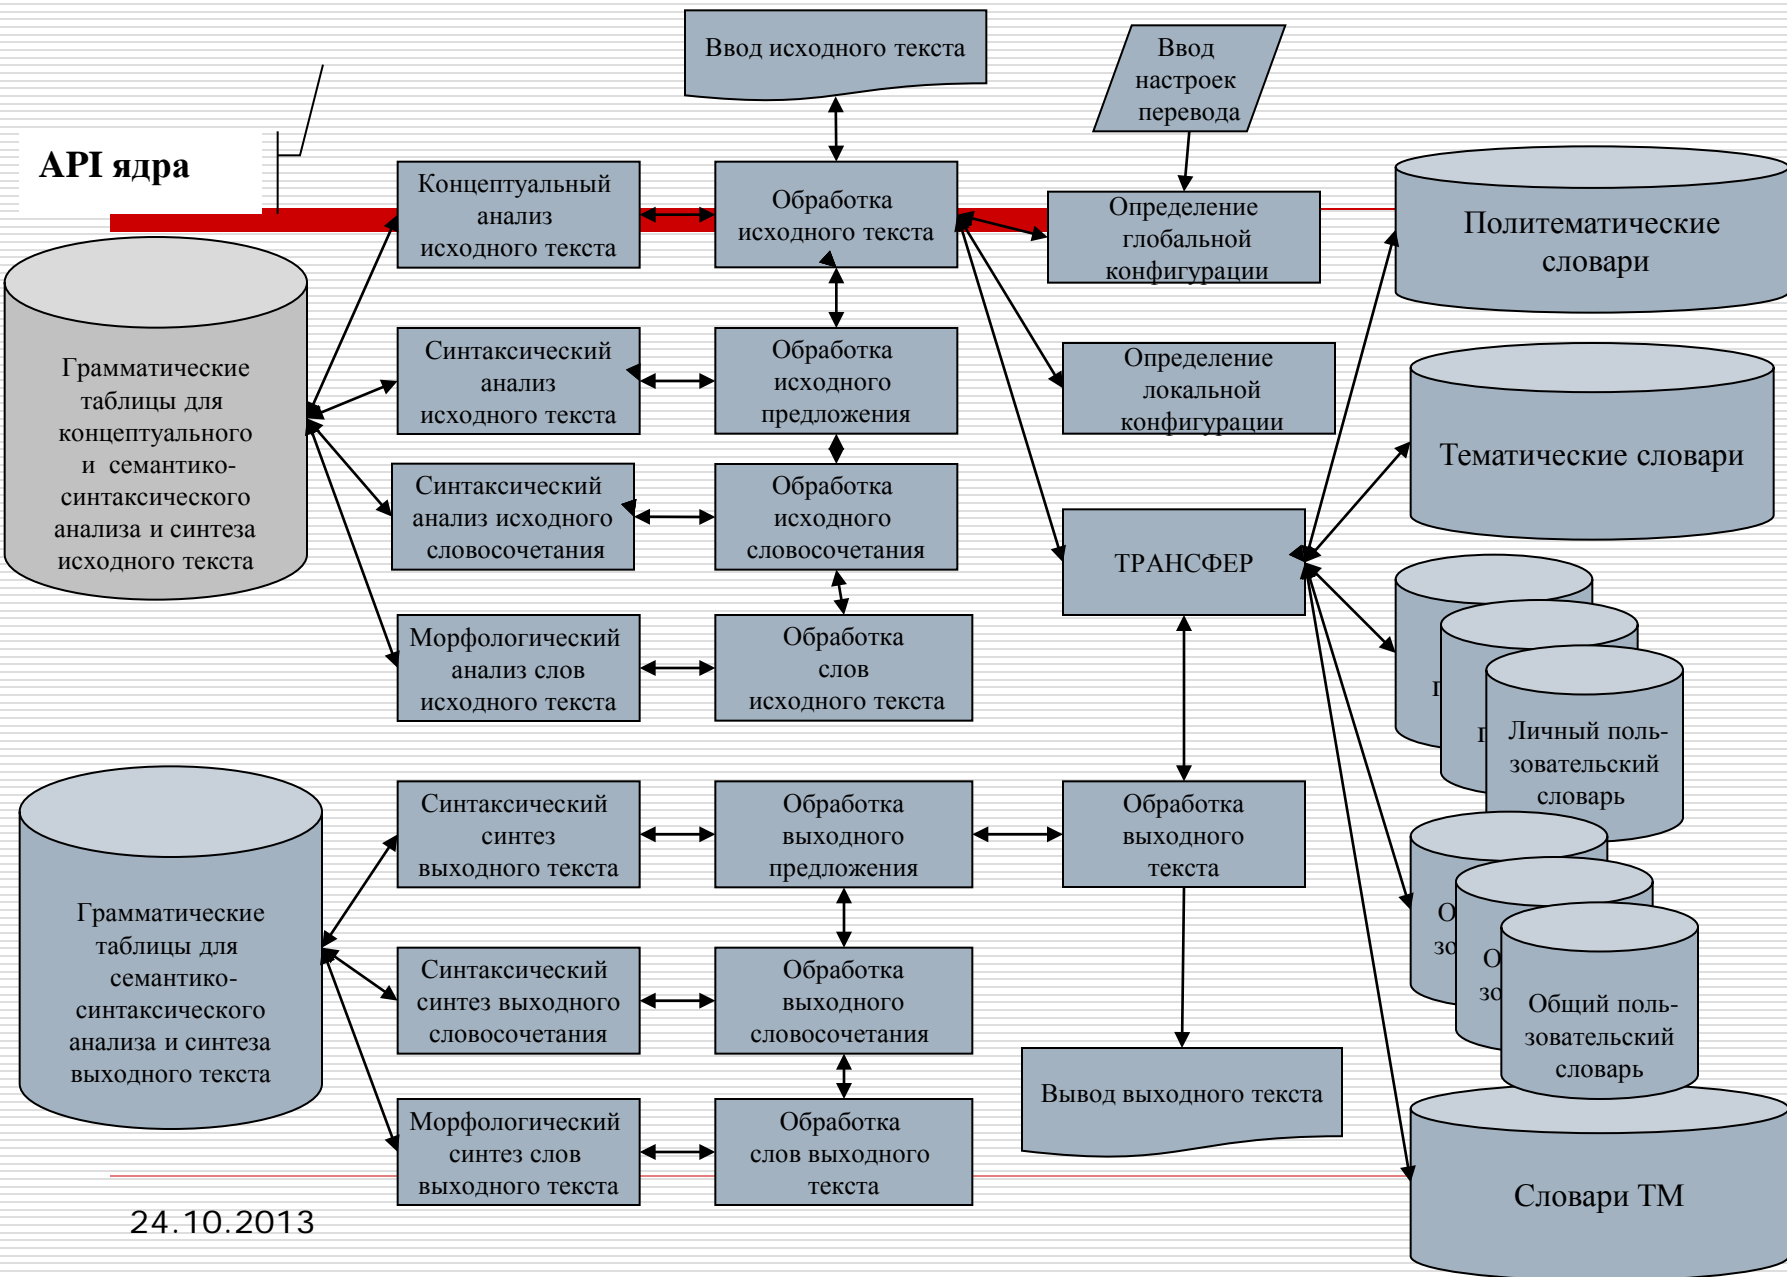 Ввод исходного текста
Ввод
настроек
перевода
API ядра
Концептуальный
анализ
исходного текста
Обработка
исходного текста
Определение
глобальной
конфигурации
Политематические
словари
Грамматические
таблицы для
концептуального
и семантико-
синтаксического
анализа и синтеза
исходного текста
Синтаксический
анализ
исходного текста
Обработка
исходного
предложения
Определение
локальной
конфигурации
Тематические словари
Синтаксический
анализ исходного
словосочетания
Обработка
исходного
словосочетания
ТРАНСФЕР
Морфологический
анализ слов
исходного текста
Обработка
слов
исходного текста
Личный поль-
зовательский
словарь
Грамматические
таблицы для
семантико-
синтаксического
анализа и синтеза
выходного текста
Синтаксический
синтез
выходного текста
Обработка
выходного
предложения
Обработка
выходного
текста
О
зо
О
зо
Общий поль-
зовательский
словарь
Синтаксический
синтез выходного
словосочетания
Обработка
выходного
словосочетания
Вывод выходного текста
Морфологический
синтез слов
выходного текста
Обработка
слов выходного
текста
Словари ТМ
24.10.2013